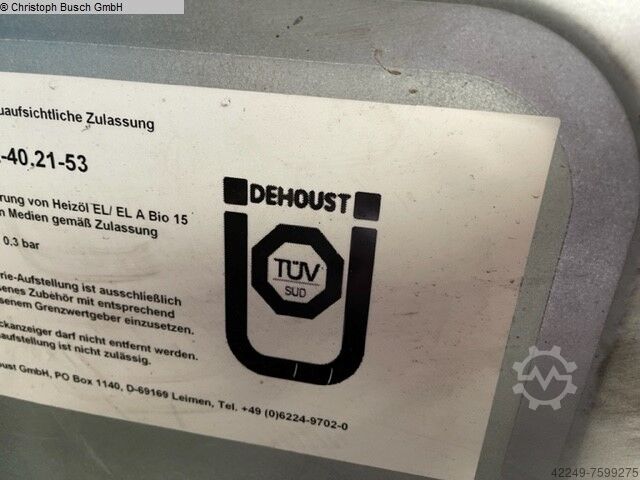 © Christoph Busch GmbH
uaufsichtliche Zulassung
-40.21-53
rung von Heizöl EL/ EL A Bio 15
n Medien gemäß Zulassung
0.3 bar
rie-Aufstellung ist ausschließlich
senes Zubehör mit entsprechend
senem Grenzwertgeber einzusetzen.
ckanzeiger darf nicht entfernt werden.
aufstellung ist nicht zulässig.
oust GmbH, PO Box 1140, D-69169 Leimen, Tel. +49 (0)6224-9702-0
DEHOUST
TÜV
SÜD
42249-7599275